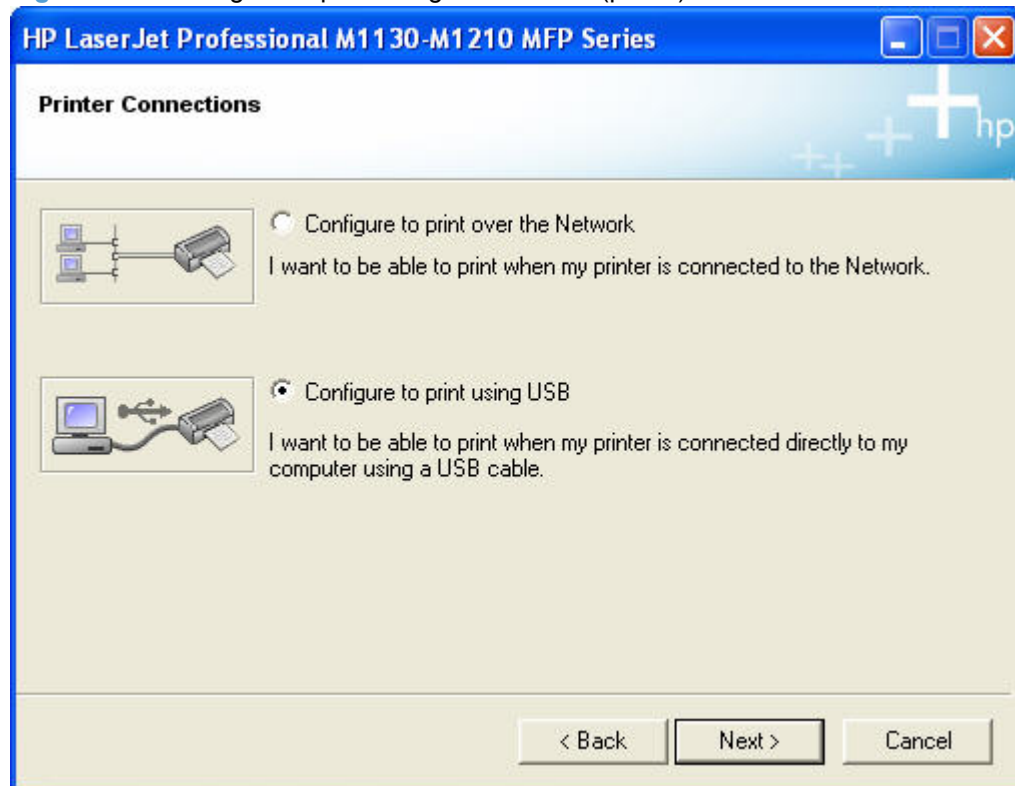 HP LaserJet Professional M1130-M1210 MFP Series
Printer Connections
hp
Configure to print over the Network
I want to be able to print when my printer is connected to the Network.
Configure to print using USB
I want to be able to print when my printer is connected directly to my
computer using a USB cable.
< Back
Next >
Cancel